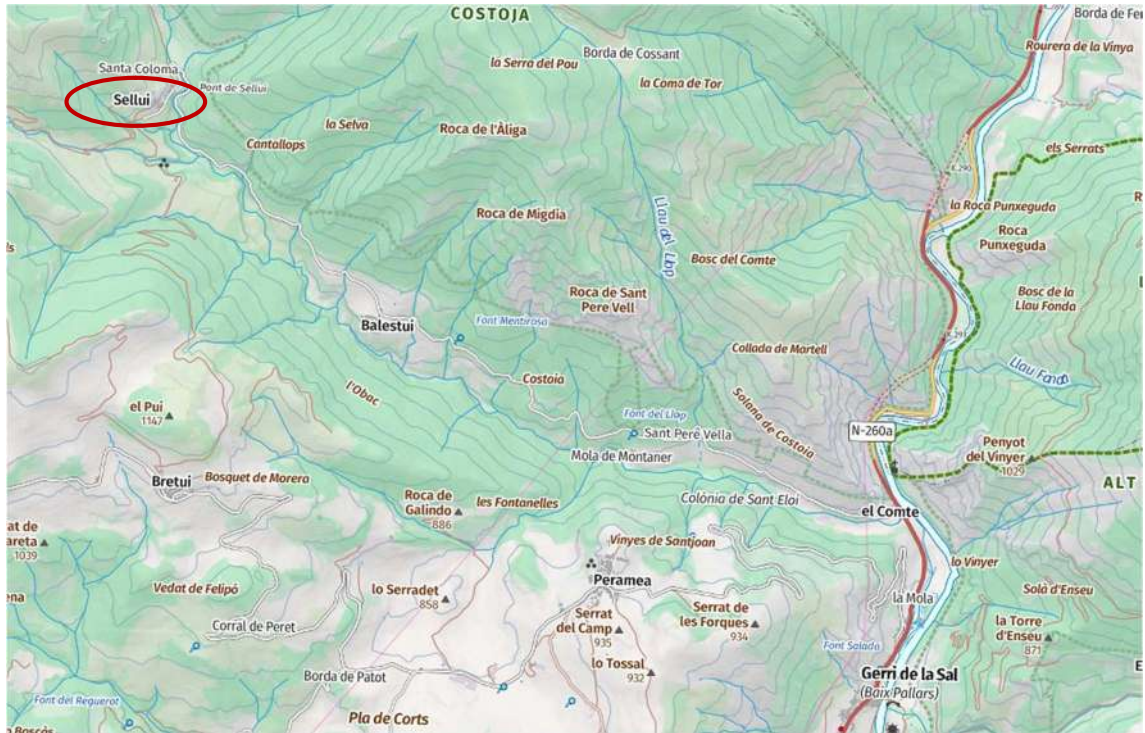 COSTOJA
Borda de Fe
Borda de Cossant
Rourera de la Vinya
la Serra del Pou
Santa Coloma
la Coma de Tor
Pont de Sellui
Sellui
la Selva
Roca de l'Àliga
Cantallops
els Serrats
K.290
la Roca Punxeguda
Roca de Migdia
Llau del Llop
Roca
Punxeguda
Bosc del Comte
Roca de Sant
Pere Vell
Bosc de la
Llau Fonda
Font Mentirosa
Balestui
K.291
Collada de Martell
Llau Fonda
Costoia
l'Obac
el Pui
1147
Solana de Costoia
Font del Llop
N-260a
Sant Pere Vella
Penyot
del Vinyer
1029
Mola de Montaner
Bosquet de Morera
Bretui
ALT
Roca de
Galindo
886
les Fontanelles
Colònia de Sant Eloi
el Comte
at de
areta
1039
Vinyes de Santjoan
lo Vinyer
Peramea
Vedat de Felipó
lo Serradet
858
Solà d'Enseu
ena
la Mola
Serrat de
les Forques
934
Serrat
del Camp
935
Corral de Peret
la Torre
d'Enseu
871
Font Salada
lo Tossal
932
Borda de Patot
Gerri de la Sal
(Baix Pallars)
Font del Reguerot
Pla de Corts